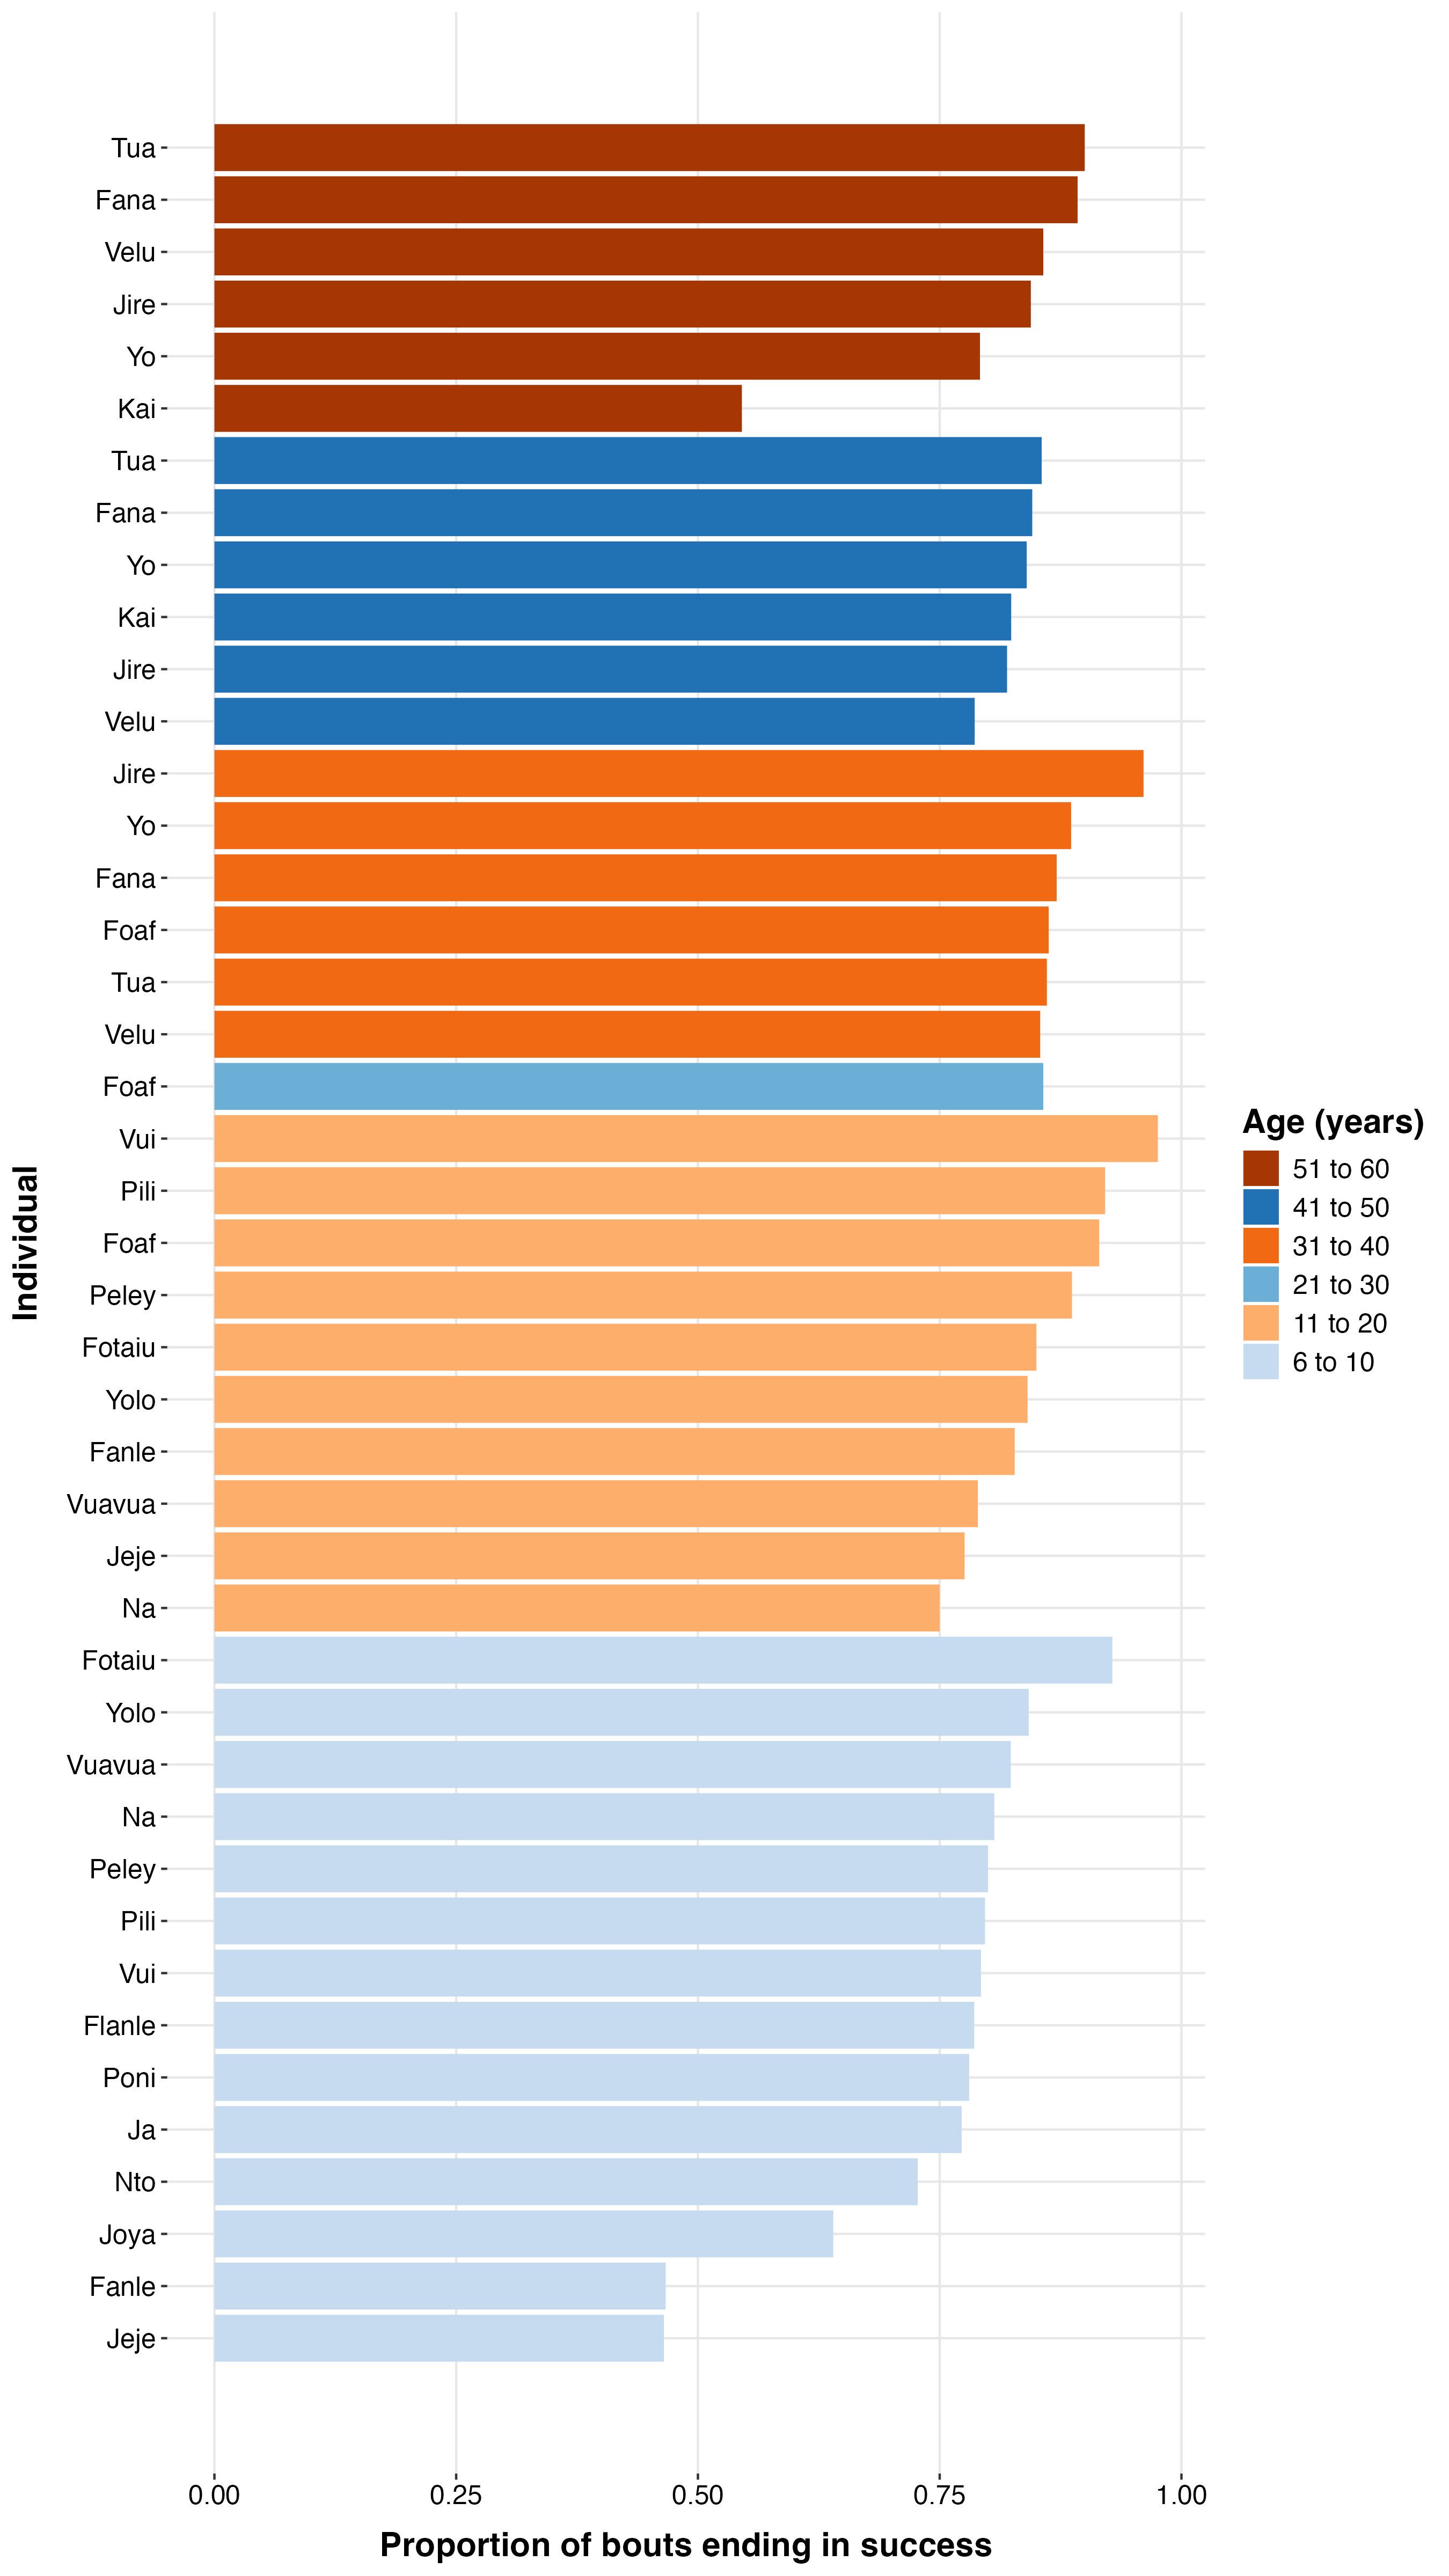 Tua
Fana
Velu
Jire
Yo
Kai
Tua
Fana
Yo
Kai
Jire
Velu
Jire
Yo
Fana
Foaf
Tua
Velu
Foaf
Vui
Pili
Foaf
Peley
Fotaiu
Yolo
Fanle
Vuavua
Jeje
Na
Fotaiu
Yolo
Vuavua
Na
Peley
Pili
Vui
Flanle
Poni
Ja
Nto
Joya
Fanle
Jeje
Individual
0.00 0.25 0.50 0.75 1.00
Proportion of bouts ending in success
Age (years)
51 to 60
41 to 50
31 to 40
21 to 30
11 to 20
6 to 10